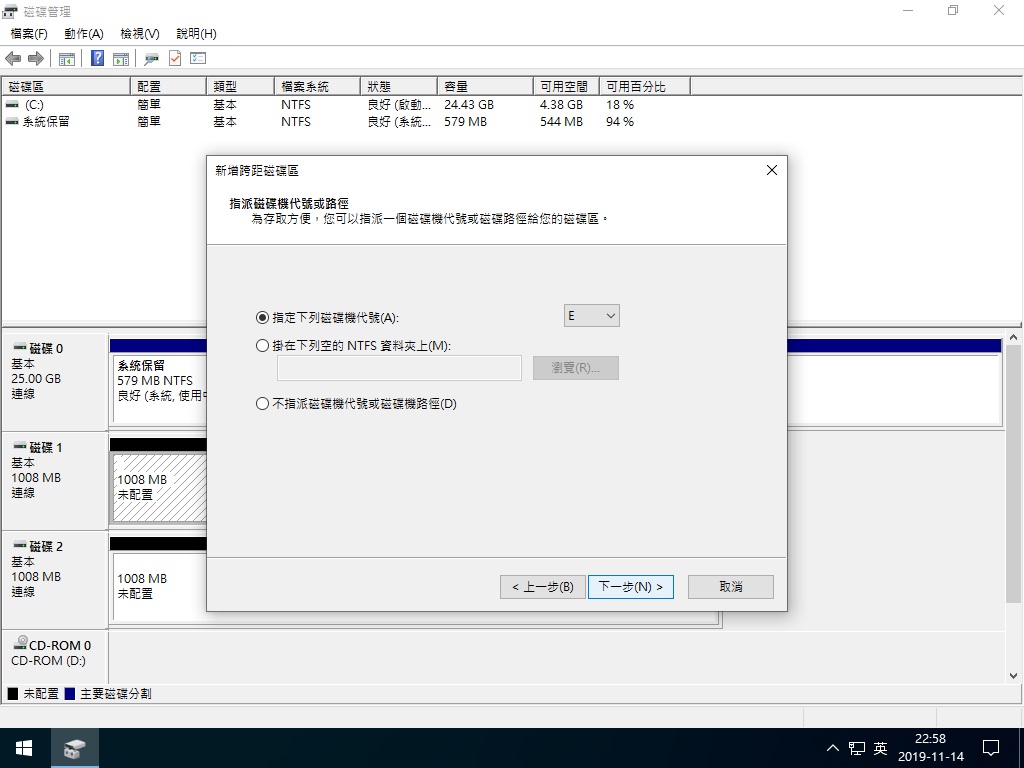 磁碟管理
檔案(F) 動作(A) 檢視(V) 說明(H)
磁碟區 配置 類型 檔案系統 狀態 容量 可用空間 可用百分比
(C:) 簡單 基本 NTFS 良好 (啟動... 24.43 GB 4.38 GB 18 %
系統保留 簡單 基本 NTFS 良好 (系統... 579 MB 544 MB 94 %
新增跨距磁碟區
指派磁碟機代號或路徑
為存取方便，您可以指派一個磁碟機代號或磁碟路徑給您的磁碟區。
指定下列磁碟機代號(A): E
掛在下列空的 NTFS 資料夾上(M):
瀏覽(R)...
不指派磁碟機代號或磁碟機路徑(D)
< 上一步(B) 下一步(N) > 取消
磁碟 0
基本
25.00 GB
連線
系統保留
579 MB NTFS
良好 (系統, 使用中
磁碟 1
基本
1008 MB
連線
1008 MB
未配置
磁碟 2
基本
1008 MB
連線
1008 MB
未配置
CD-ROM 0
CD-ROM (D:)
未配置 主要磁碟分割
英
22:58
2019-11-14